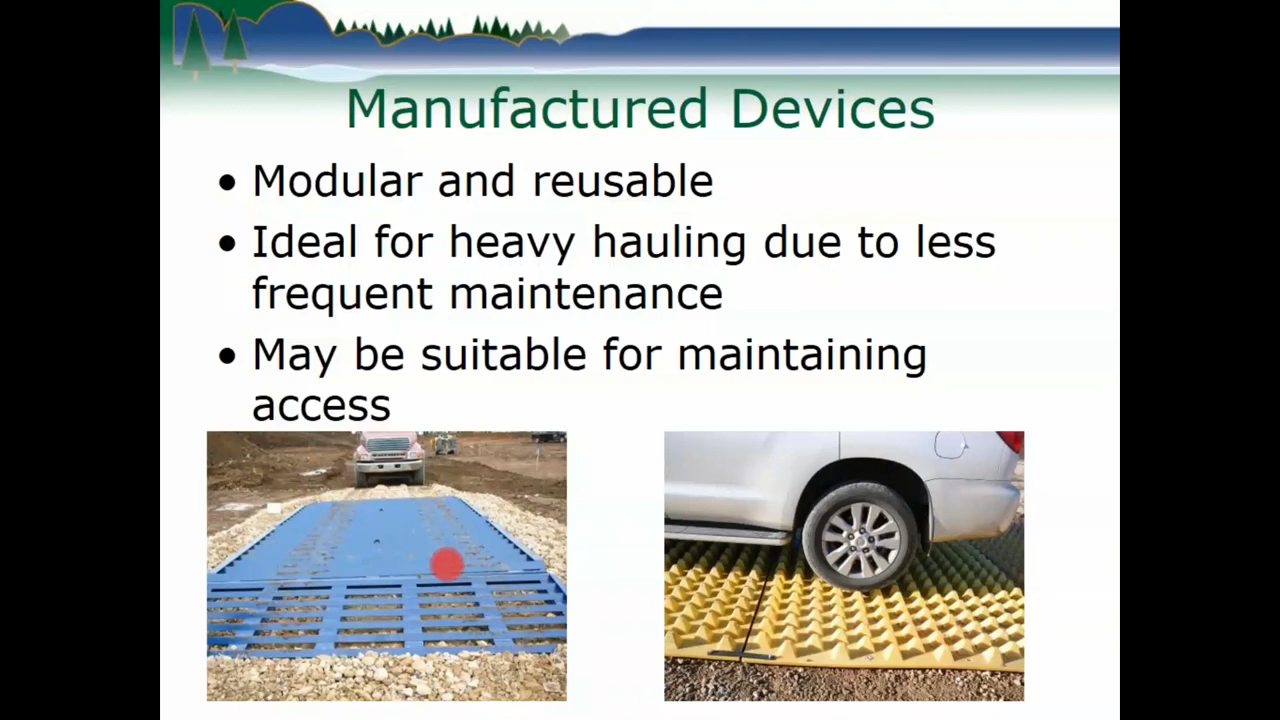 Manufactured Devices
• Modular and reusable
• Ideal for heavy hauling due to less
frequent maintenance
• May be suitable for maintaining
access